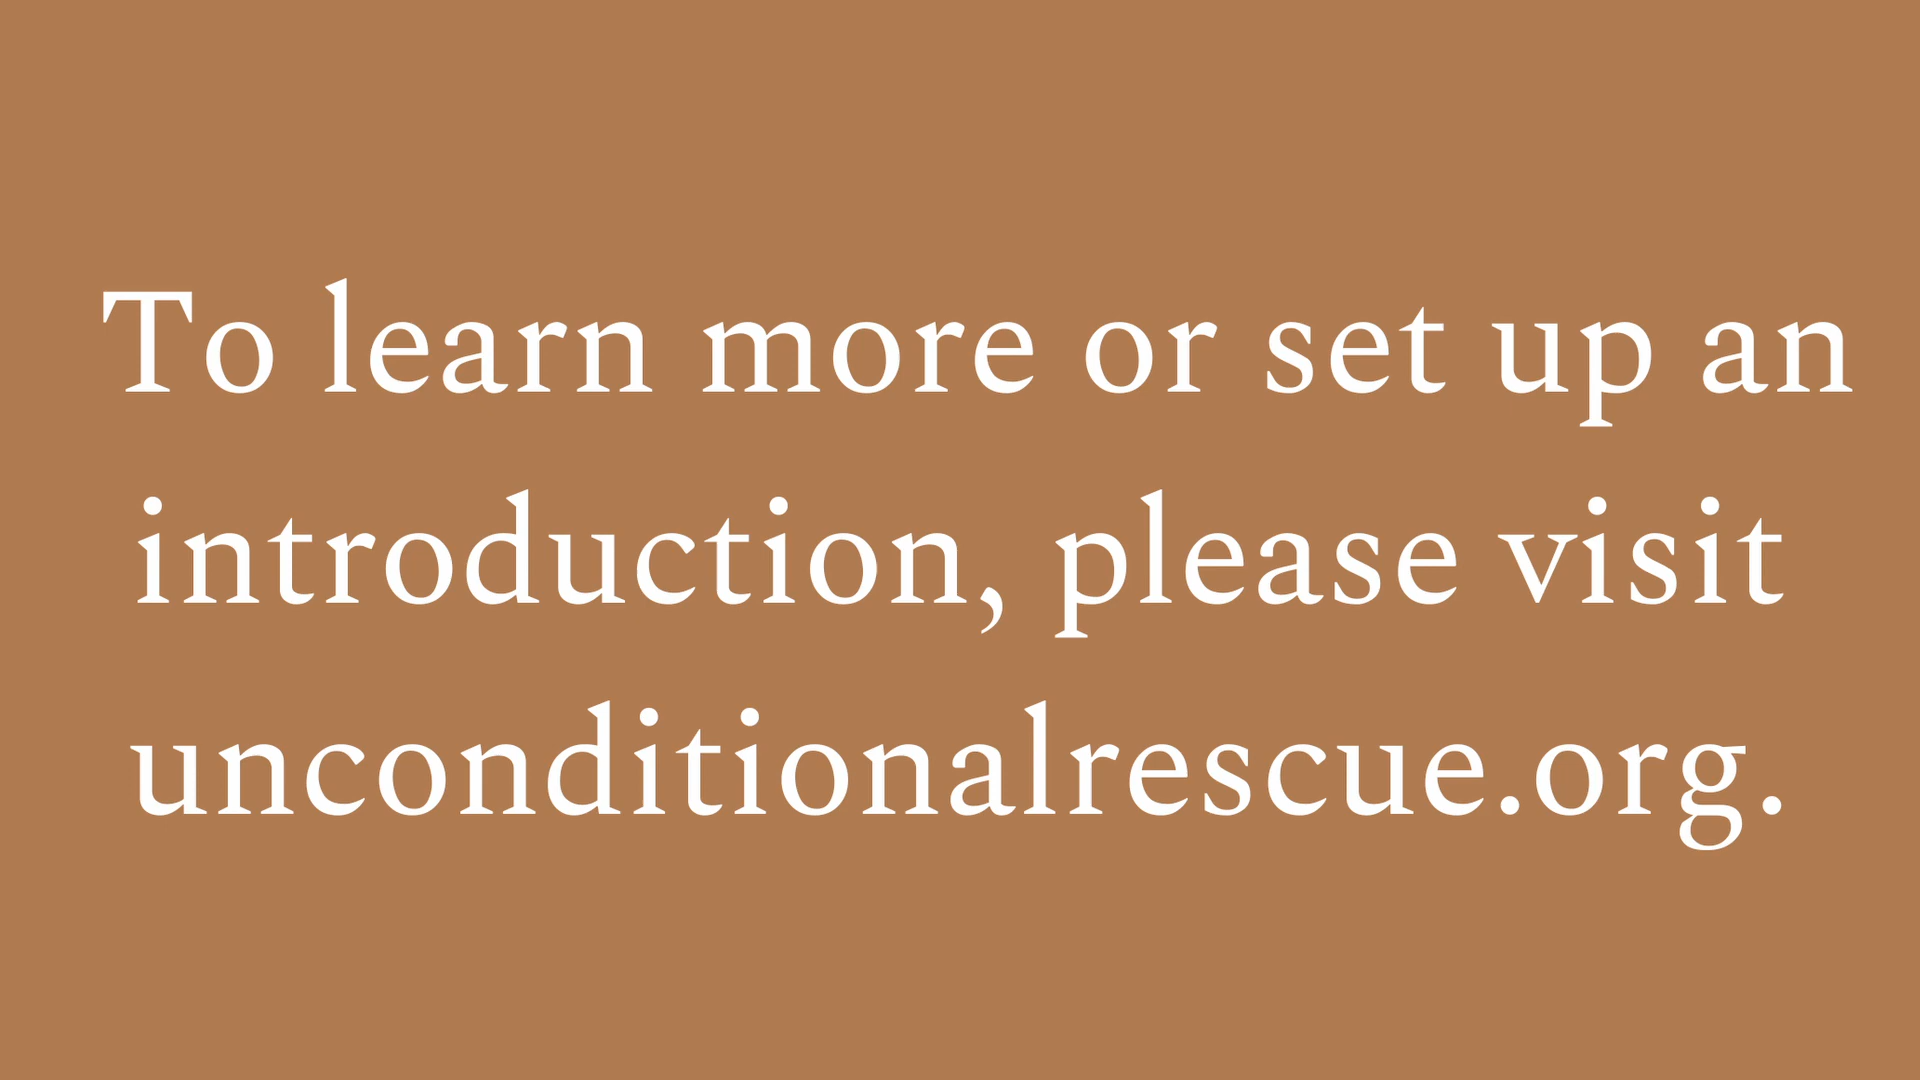 To learn more or set up an
introduction, please visit
unconditionalrescue.org.